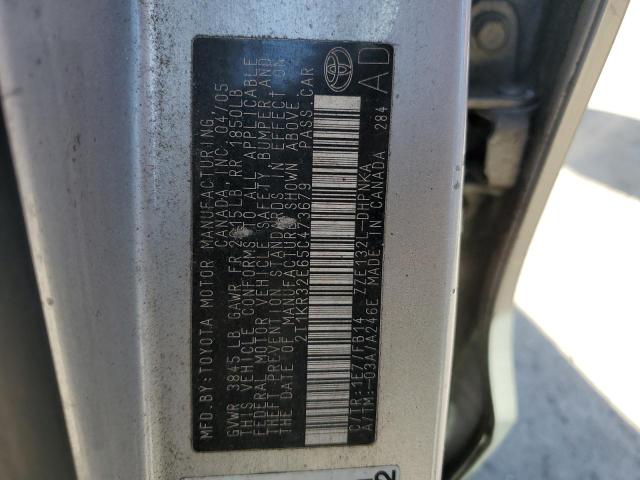 MFD.BY:TOYOTA MOTOR MANUFACTURING,
CANADA, INC. 04/05
GVWR 3845 LB GAWR FR 2015LB RR 1850LB
THIS VEHICLE CONFORMS TO ALL APPLICABLE
FEDERAL MOTOR VEHICLE SAFETY BUMPER AND
THEFT PREVENTION STANDARDS IN EFFECT ON
THE DATE OF MANUFACTURE SHOWN ABOVE.
2T1KR32E65C473679 PASS.CAR
C/TR:1E7/FB14 ZZE132L-DHPNKA
A/TM:-03A/A246E MADE IN CANADA 284
AD
2